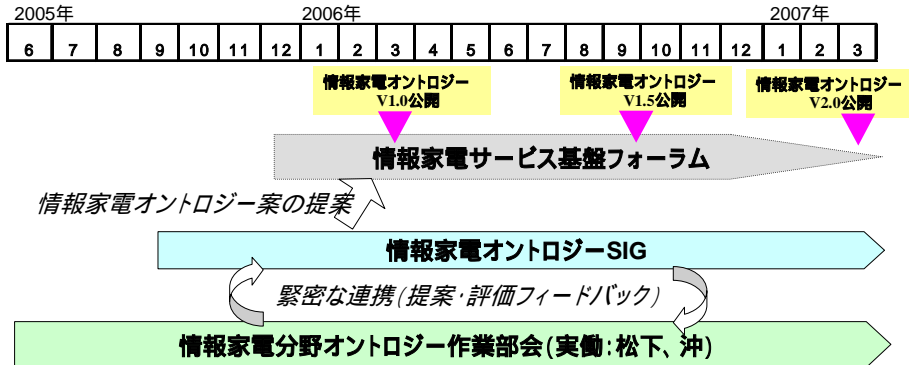 2005年 2006年 2007年
6 7 8 9 10 11 12 1 2 3 4 5 6 7 8 9 10 11 12 1 2 3
情報家電オントロジー
V1.0公開
情報家電オントロジー
V1.5公開
情報家電オントロジー
V2.0公開
情報家電サービス基盤フォーラム
情報家電オントロジー案の提案
情報家電オントロジーSIG
緊密な連携(提案・評価フィードバック)
情報家電分野オントロジー作業部会(実働:松下、沖)